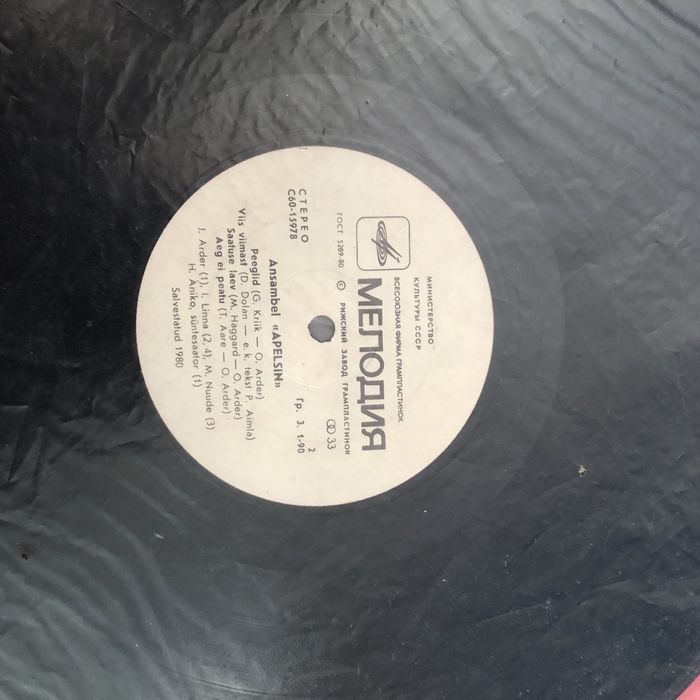 МИНИСТЕРСТВО
КУЛЬТУРЫ СССР
ВСЕСОЮЗНАЯ ФИРМА ГРАМПЛАСТИНОК
МЕЛОДИЯ
ГОСТ 5289-80 © РИЖСКИЙ ЗАВОД ГРАМПЛАСТИНОК
33
СТЕРЕО
С60-15978
2
Гр. 3. 1-90
Ansambel «APELSIN»
Peeglid (G. Kriik — O. Arder)
Viis viimast (D. Dolan — e. k. tekst P. Aimla)
Saatuse laev (M. Haggard — O. Arder)
Aeg ei peatu (T. Aare — O. Arder)
J. Arder (1), I. Linna (2, 4), M. Nuude (3)
H. Äniko, süntesaator (1)
Salvestatud 1980